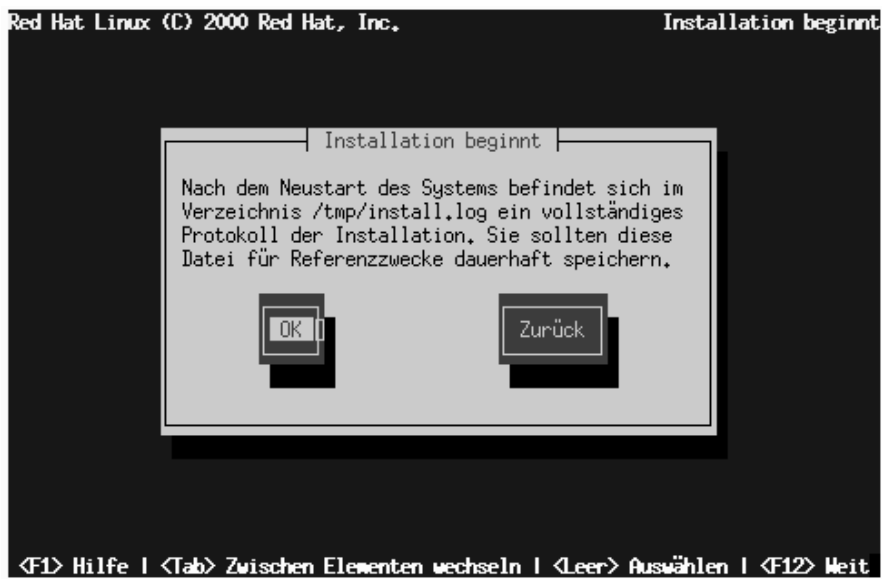 Red Hat Linux (C) 2000 Red Hat, Inc. Installation beginnt
Installation beginnt
Nach dem Neustart des Systems befindet sich im
Verzeichnis /tmp/install.log ein vollständiges
Protokoll der Installation. Sie sollten diese
Datei für Referenzzwecke dauerhaft speichern.
OK Zurück
<F1> Hilfe | <Tab> Zwischen Elementen wechseln | <Leer> Auswählen | <F12> Weit